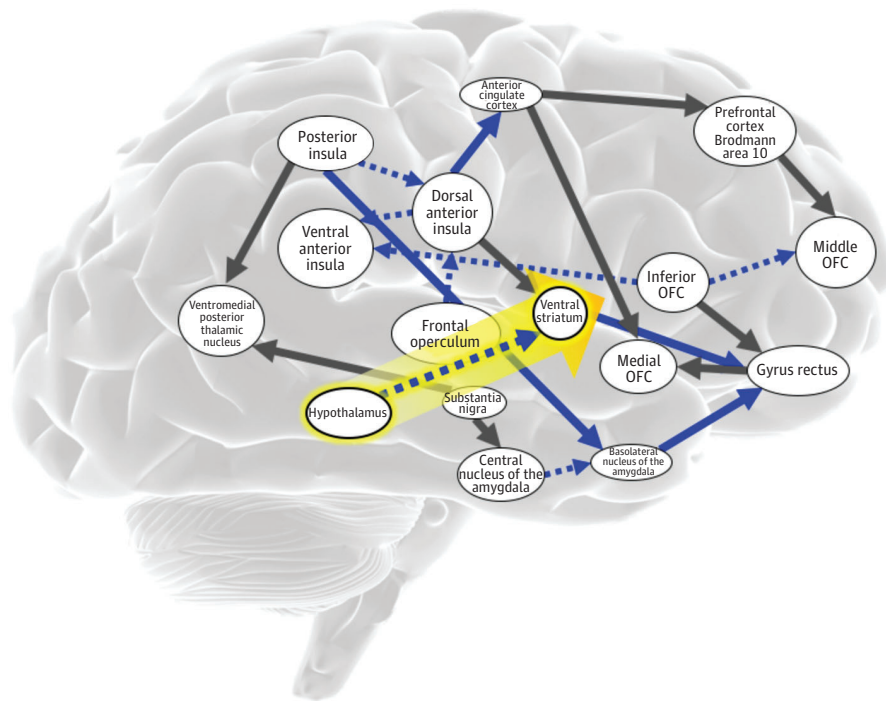 Anterior
cingulate
cortex
Prefrontal
cortex
Brodmann
area 10
Posterior
insula
Dorsal
anterior
insula
Ventral
anterior
insula
Middle
OFC
Inferior
OFC
Ventromedial
posterior
thalamic
nucleus
Ventral
striatum
Frontal
operculum
Medial
OFC
Gyrus rectus
Hypothalamus
Substantia
nigra
Central
nucleus of the
amygdala
Basolateral
nucleus of the
amygdala